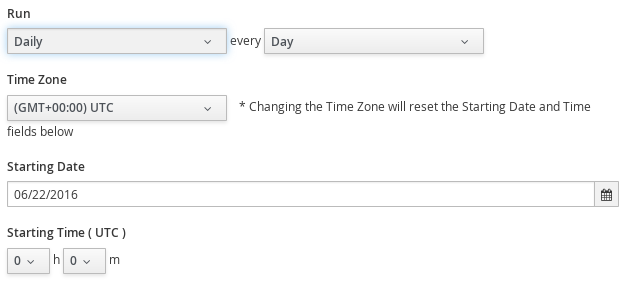 Run
Daily every Day
Time Zone
(GMT+00:00) UTC * Changing the Time Zone will reset the Starting Date and Time
fields below
Starting Date
06/22/2016
Starting Time ( UTC )
0 h 0 m